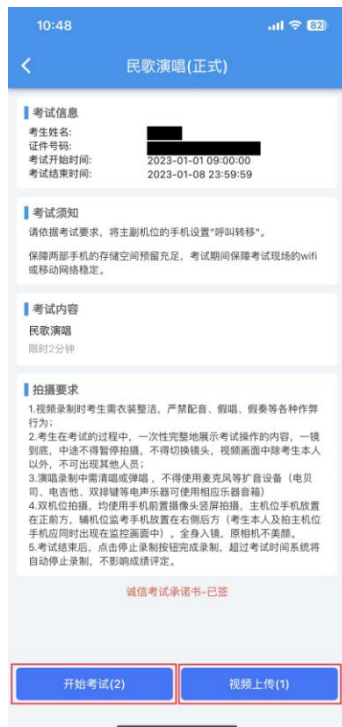 10:48
82
民歌演唱(正式)
考试信息
考生姓名:
证件号码:
考试开始时间: 2023-01-01 09:00:00
考试结束时间: 2023-01-08 23:59:59
考试须知
请依据考试要求，将主副机位的手机设置"呼叫转移"。
保障两部手机的存储空间预留充足，考试期间保障考试现场的wifi
或移动网络稳定。
考试内容
民歌演唱
限时2分钟
拍摄要求
1.视频录制时考生需衣装整洁，严禁配音、假唱、假奏等各种作弊
行为；
2.考生在考试的过程中，一次性完整地展示考试操作的内容，一镜
到底，中途不得暂停拍摄，不得切换镜头，视频画面中除考生本人
以外，不可出现其他人员；
3.演唱录制中需清唱或弹唱 ，不得使用麦克风等扩音设备（电贝
司、电吉他、双排键等电声乐器可使用相应乐器音箱）
4.双机位拍摄，均使用手机前置摄像头竖屏拍摄，主机位手机放置
在正前方，辅机位监考手机放置在右侧后方（考生本人及拍主机位
手机应同时出现在监控画面中）。全身入镜，原相机不美颜。
5.考试结束后，点击停止录制按钮完成录制，超过考试时间系统将
自动停止录制，不影响成绩评定。
诚信考试承诺书-已签
开始考试(2)
视频上传(1)